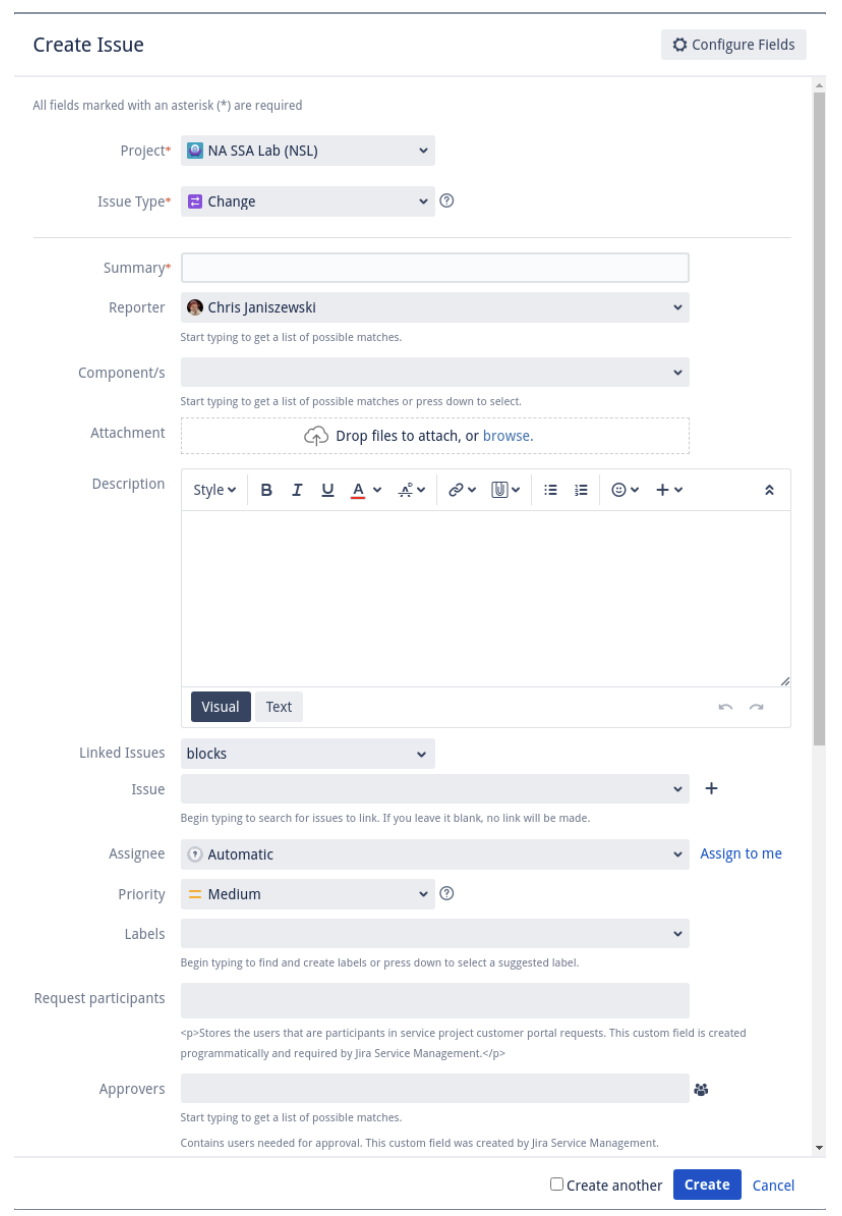 Create Issue
Configure Fields
All fields marked with an asterisk (*) are required
Project*
NA SSA Lab (NSL)
Issue Type*
Change
Summary*
Reporter
Chris Janiszewski
Start typing to get a list of possible matches.
Component/s
Start typing to get a list of possible matches or press down to select.
Attachment
Drop files to attach, or browse.
Description
Style
B I U A
Visual
Text
Linked Issues
blocks
Issue
Begin typing to search for issues to link. If you leave it blank, no link will be made.
Assignee
Automatic
Assign to me
Priority
Medium
Labels
Begin typing to find and create labels or press down to select a suggested label.
Request participants
<p>Stores the users that are participants in service project customer portal requests. This custom field is created
programmatically and required by Jira Service Management.</p>
Approvers
Start typing to get a list of possible matches.
Contains users needed for approval. This custom field was created by Jira Service Management.
Create another
Create
Cancel